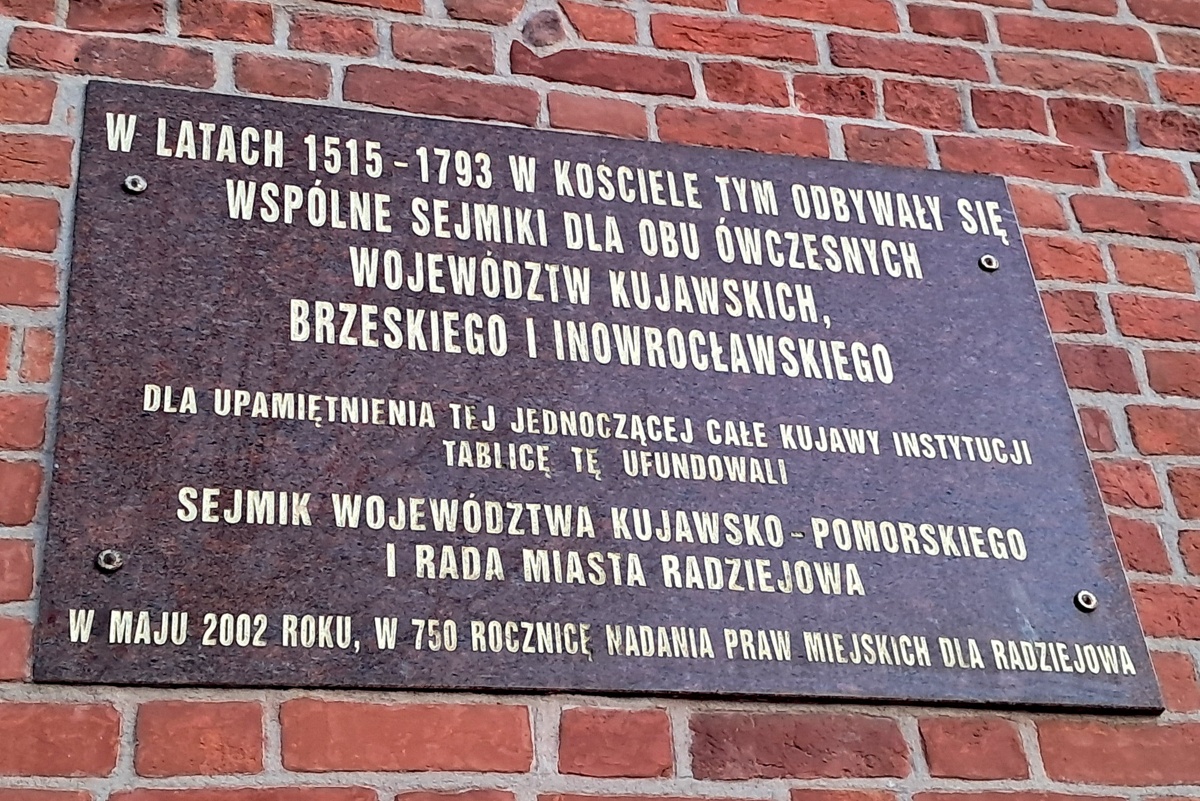 W LATACH 1515 - 1793 W KOŚCIELE TYM ODBYWAŁY SIĘ
WSPÓLNE SEJMIKI DLA OBU ÓWCZESNYCH
WOJEWÓDZTW KUJAWSKICH,
BRZESKIEGO I INOWROCŁAWSKIEGO
DLA UPAMIĘTNIENIA TEJ JEDNOCZĄCEJ CAŁE KUJAWY INSTYTUCJI
TABLICĘ TĘ UFUNDOWALI
SEJMIK WOJEWÓDZTWA KUJAWSKO - POMORSKIEGO
I RADA MIASTA RADZIEJOWA
W MAJU 2002 ROKU, W 750 ROCZNICĘ NADANIA PRAW MIEJSKICH DLA RADZIEJOWA